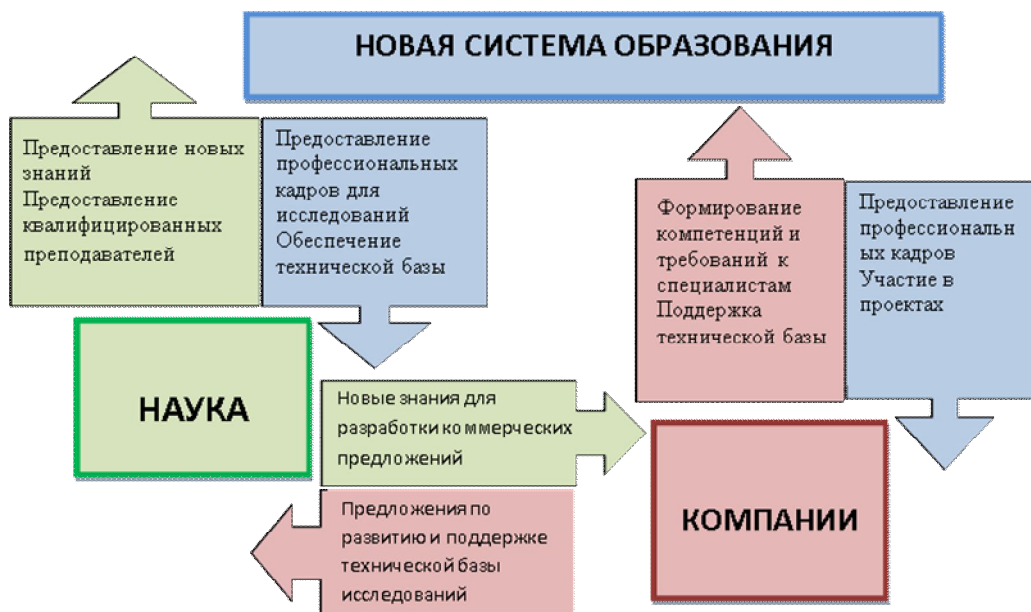 НОВАЯ СИСТЕМА ОБРАЗОВАНИЯ
Предоставление новых
знаний
Предоставление
квалифицированных
преподавателей
Предоставление
профессиональных
кадров для
исследований
Обеспечение
технической базы
Формирование
компетенций и
требований к
специалистам
Поддержка
технической базы
Предоставление
профессиональн
ых кадров
Участие в
проектах
НАУКА
Новые знания для
разработки коммерческих
предложений
КОМПАНИИ
Предложения по
развитию и поддержке
технической базы
исследований